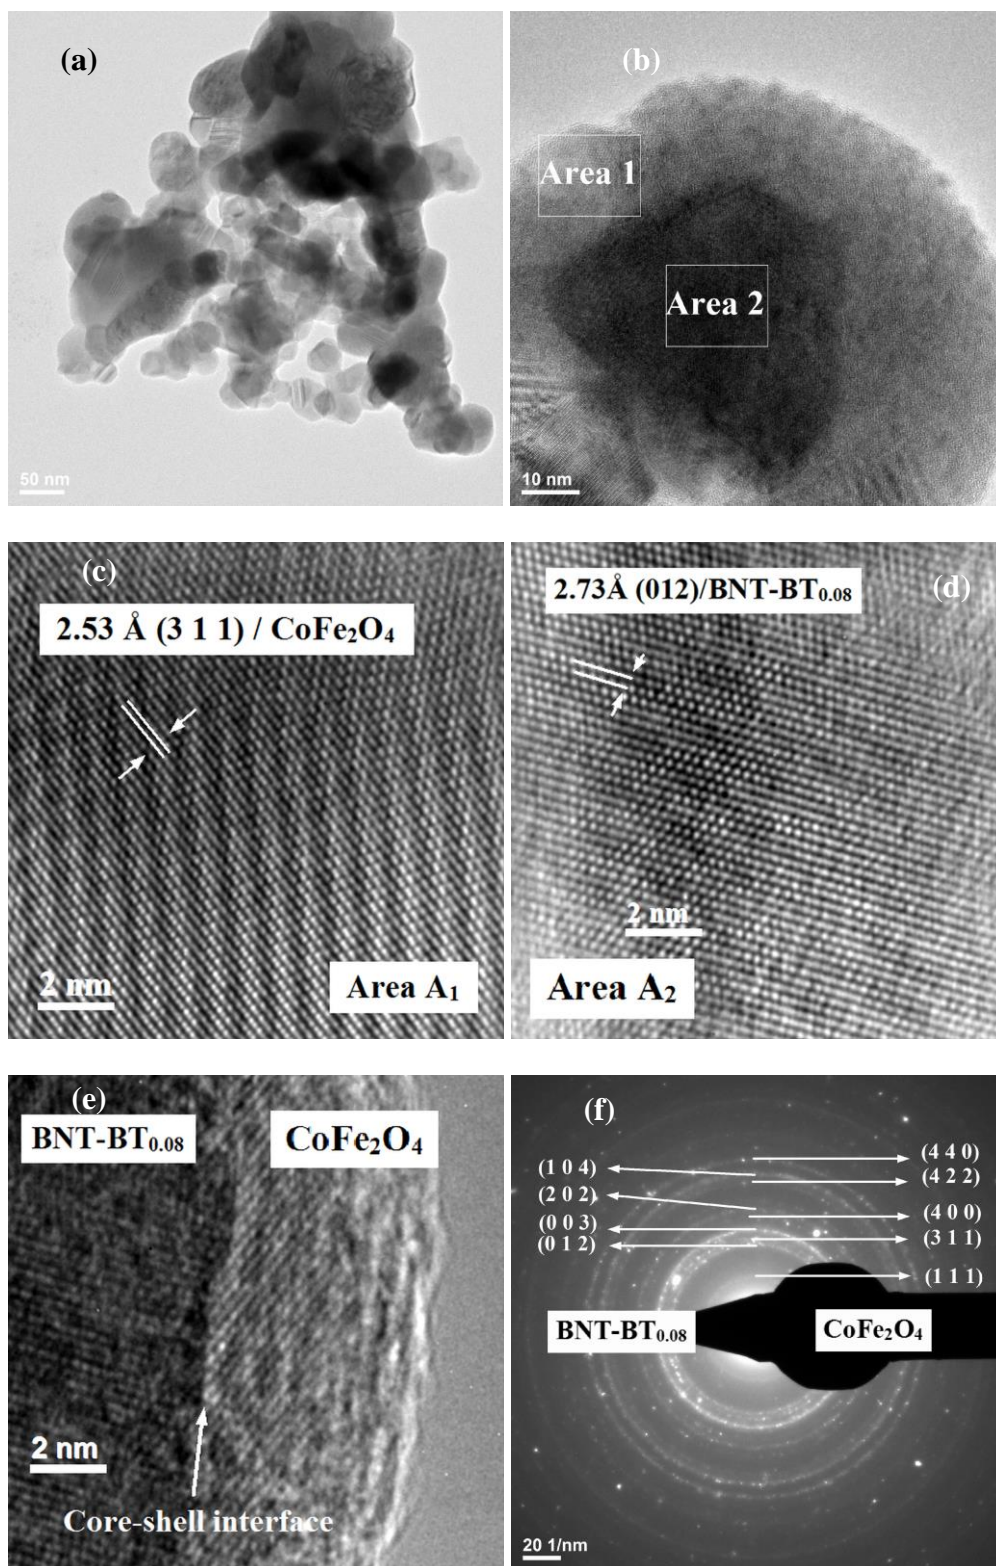 (a)
50 nm
(b)
Area 1
Area 2
10 nm
(c)
2.53 Å (3 1 1) / CoFe₂O₄
2 nm
Area A₁
(d)
2.73Å (012)/BNT-BT₀.₀₈
2 nm
Area A₂
(e)
BNT-BT₀.₀₈
CoFe₂O₄
2 nm
Core-shell interface
(f)
(1 0 4)
(2 0 2)
(0 0 3)
(0 1 2)
(4 4 0)
(4 2 2)
(4 0 0)
(3 1 1)
(1 1 1)
BNT-BT₀.₀₈
CoFe₂O₄
20 1/nm